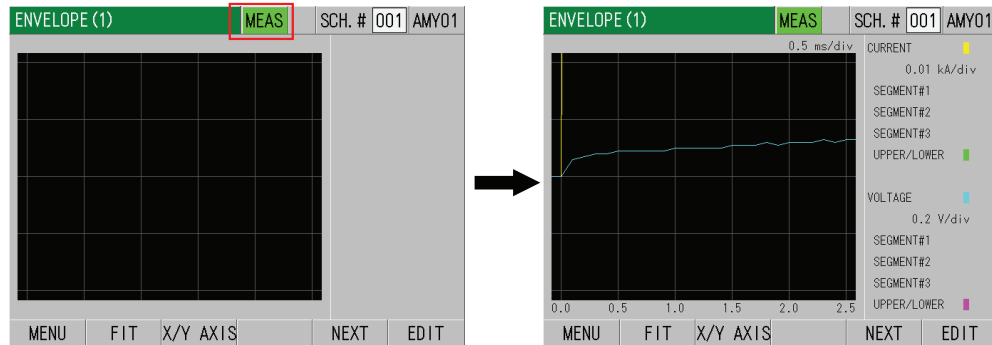 ENVELOPE (1) MEAS SCH. # 001 AMY01
MENU FIT X/Y AXIS NEXT EDIT
ENVELOPE (1) MEAS SCH. # 001 AMY01
0.5 ms/div
CURRENT
0.01 kA/div
SEGMENT#1
SEGMENT#2
SEGMENT#3
UPPER/LOWER
VOLTAGE
0.2 V/div
SEGMENT#1
SEGMENT#2
SEGMENT#3
UPPER/LOWER
0.0 0.5 1.0 1.5 2.0 2.5
MENU FIT X/Y AXIS NEXT EDIT